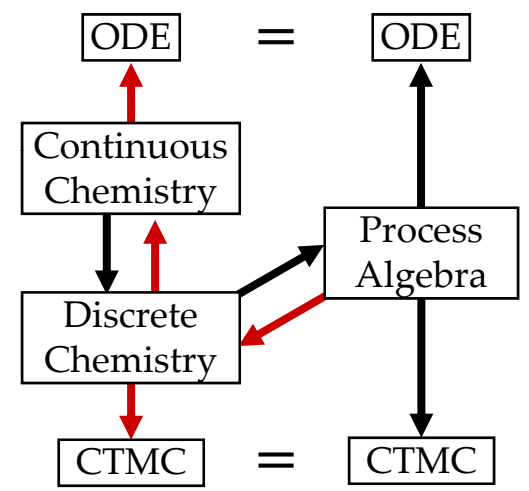 ODE = ODE
Continuous
Chemistry
Process
Algebra
Discrete
Chemistry
CTMC = CTMC